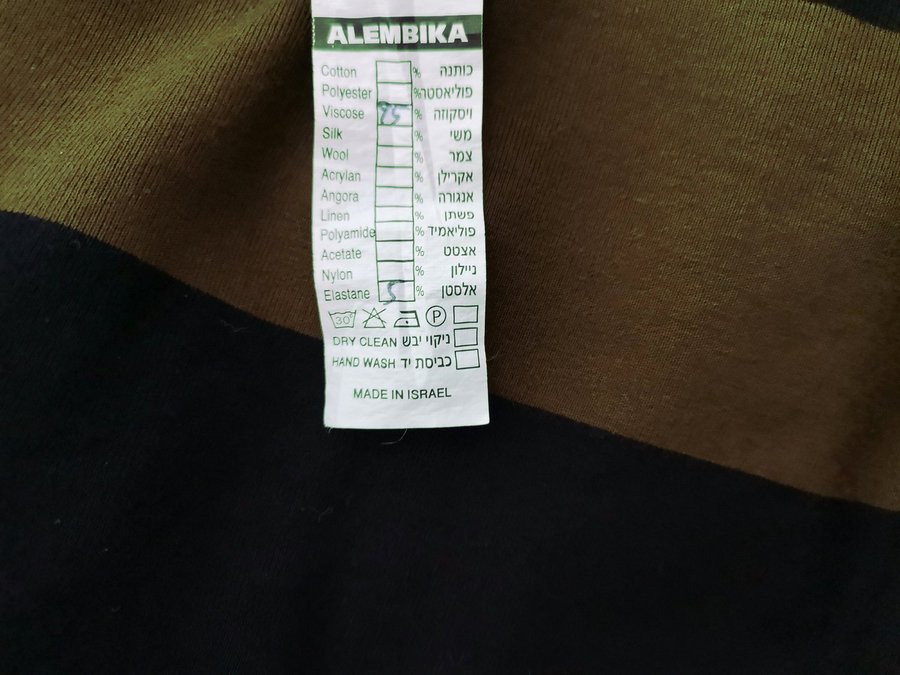 ALEMBIKA
Cotton % כותנה
Polyester % פוליאסטר
Viscose 95 % ויסקוזה
Silk % משי
Wool % צמר
Acrylan % אקרילן
Angora % אנגורה
Linen % פשתן
Polyamide % פוליאמיד
Acetate % אצטט
Nylon % ניילון
Elastane 5 % אלסטן
30° P
DRY CLEAN ניקוי יבש
HAND WASH כביסת יד
MADE IN ISRAEL